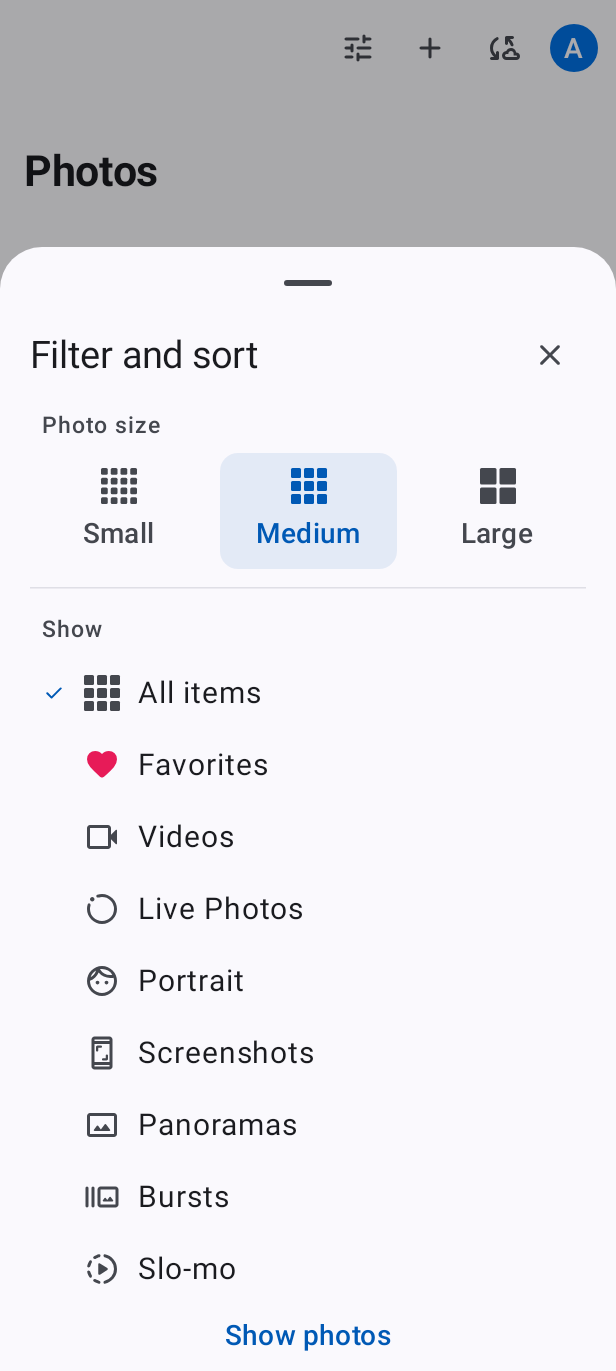 A
Photos
Filter and sort
Photo size
Small Medium Large
Show
All items
Favorites
Videos
Live Photos
Portrait
Screenshots
Panoramas
Bursts
Slo-mo
Show photos